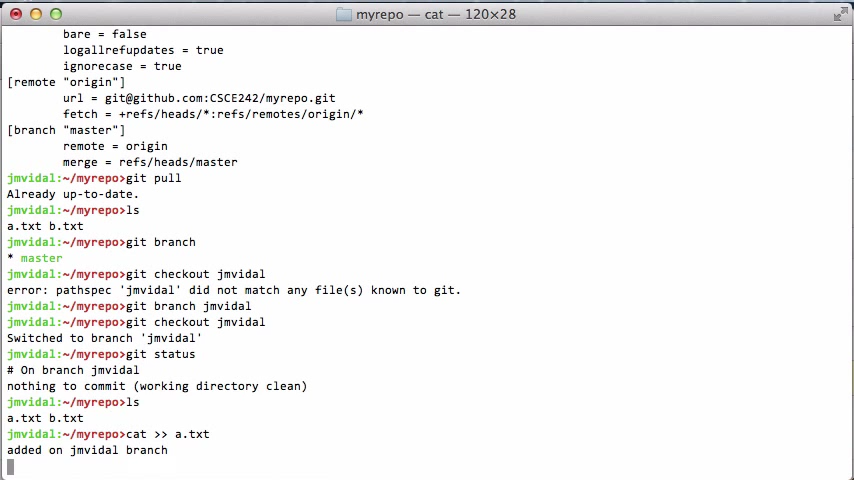 myrepo — cat — 120×28
bare = false
logallrefupdates = true
ignorecase = true
[remote "origin"]
url = git@github.com:CSCE242/myrepo.git
fetch = +refs/heads/*:refs/remotes/origin/*
[branch "master"]
remote = origin
merge = refs/heads/master
jmvidal:~/myrepo>git pull
Already up-to-date.
jmvidal:~/myrepo>ls
a.txt b.txt
jmvidal:~/myrepo>git branch
* master
jmvidal:~/myrepo>git checkout jmvidal
error: pathspec 'jmvidal' did not match any file(s) known to git.
jmvidal:~/myrepo>git branch jmvidal
jmvidal:~/myrepo>git checkout jmvidal
Switched to branch 'jmvidal'
jmvidal:~/myrepo>git status
# On branch jmvidal
nothing to commit (working directory clean)
jmvidal:~/myrepo>ls
a.txt b.txt
jmvidal:~/myrepo>cat >> a.txt
added on jmvidal branch